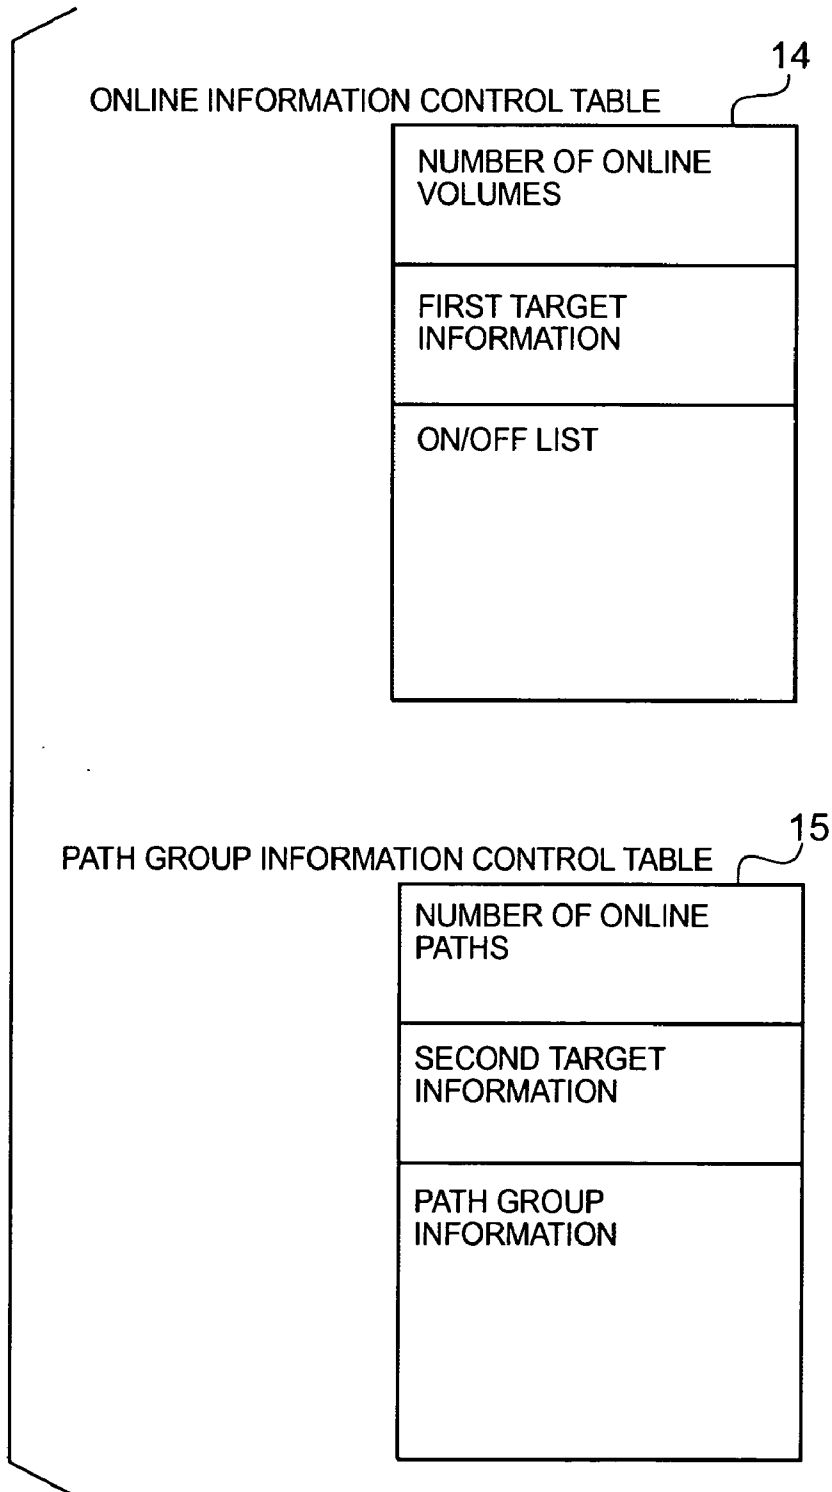 14
ONLINE INFORMATION CONTROL TABLE
NUMBER OF ONLINE
VOLUMES
FIRST TARGET
INFORMATION
ON/OFF LIST
15
PATH GROUP INFORMATION CONTROL TABLE
NUMBER OF ONLINE
PATHS
SECOND TARGET
INFORMATION
PATH GROUP
INFORMATION